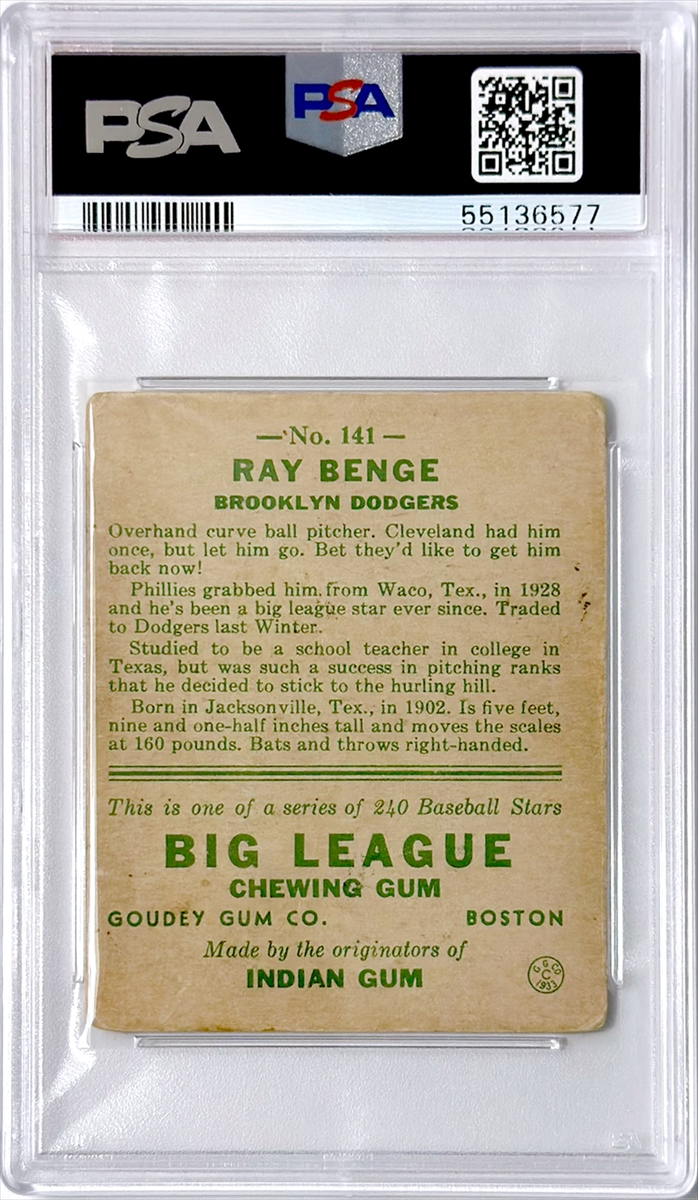 PSA
PSA
55136577
—No. 141—
RAY BENGE
BROOKLYN DODGERS
Overhand curve ball pitcher. Cleveland had him
once, but let him go. Bet they'd like to get him
back now!
Phillies grabbed him from Waco, Tex., in 1928
and he's been a big league star ever since. Traded
to Dodgers last Winter.
Studied to be a school teacher in college in
Texas, but was such a success in pitching ranks
that he decided to stick to the hurling hill.
Born in Jacksonville, Tex., in 1902. Is five feet,
nine and one-half inches tall and moves the scales
at 160 pounds. Bats and throws right-handed.
This is one of a series of 240 Baseball Stars
BIG LEAGUE
CHEWING GUM
GOUDEY GUM CO. BOSTON
Made by the originators of
INDIAN GUM
G G CO
C
1933